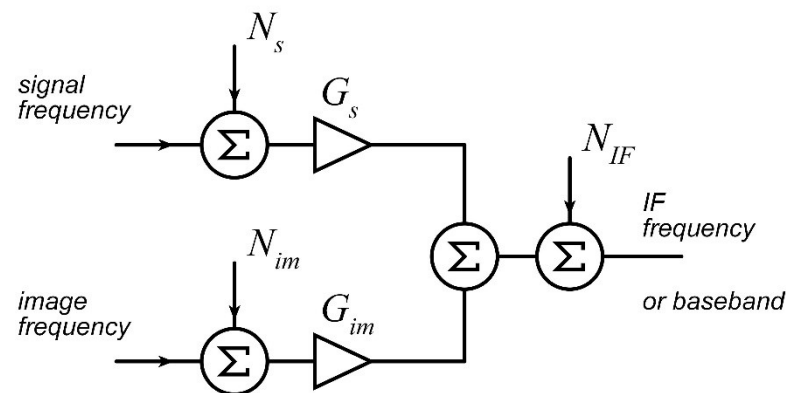 N_s
signal
frequency
G_s
Σ
N_IF
IF
frequency
Σ
Σ
N_im
or baseband
image
frequency
G_im
Σ